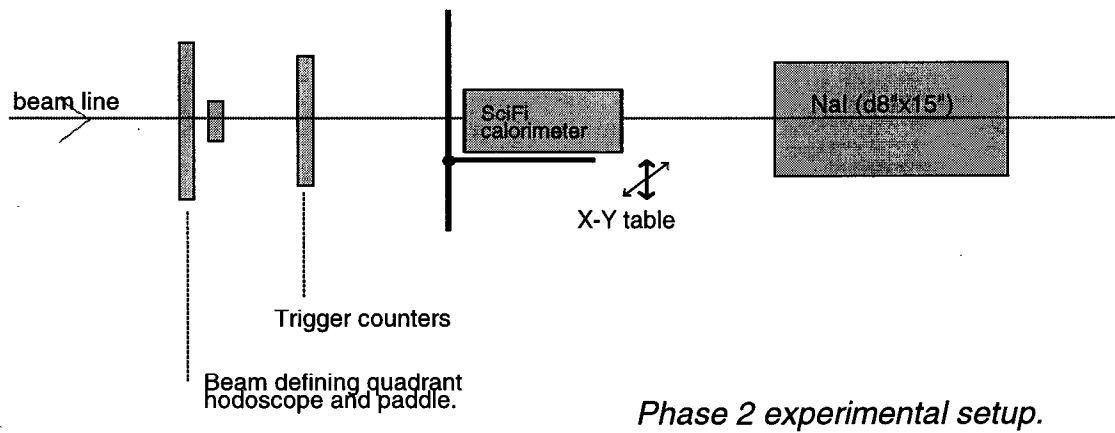 beam line
SciFi
calorimeter
NaI (d8"x15")
X-Y table
Trigger counters
Beam defining quadrant
hodoscope and paddle.
Phase 2 experimental setup.